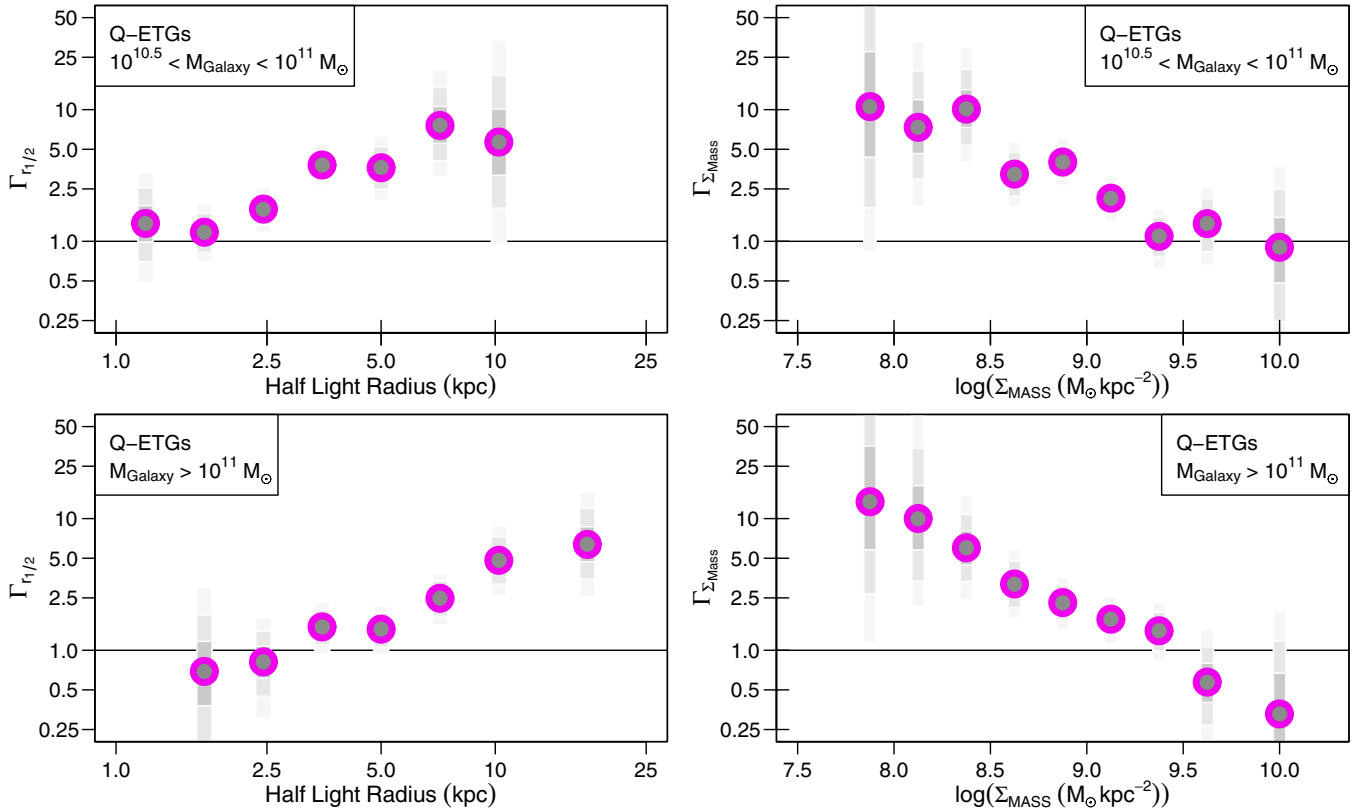 Q−ETGs
10^10.5 < M_Galaxy < 10^11 M_⊙
Γ_r1/2
50
25
10
5.0
2.5
1.0
0.5
0.25
1.0 2.5 5.0 10 25
Half Light Radius (kpc)
Q−ETGs
10^10.5 < M_Galaxy < 10^11 M_⊙
Γ_Σ_Mass
50
25
10
5.0
2.5
1.0
0.5
0.25
7.5 8.0 8.5 9.0 9.5 10.0
log(Σ_MASS (M_⊙ kpc^−2))
Q−ETGs
M_Galaxy > 10^11 M_⊙
Γ_r1/2
50
25
10
5.0
2.5
1.0
0.5
0.25
1.0 2.5 5.0 10 25
Half Light Radius (kpc)
Q−ETGs
M_Galaxy > 10^11 M_⊙
Γ_Σ_Mass
50
25
10
5.0
2.5
1.0
0.5
0.25
7.5 8.0 8.5 9.0 9.5 10.0
log(Σ_MASS (M_⊙ kpc^−2))